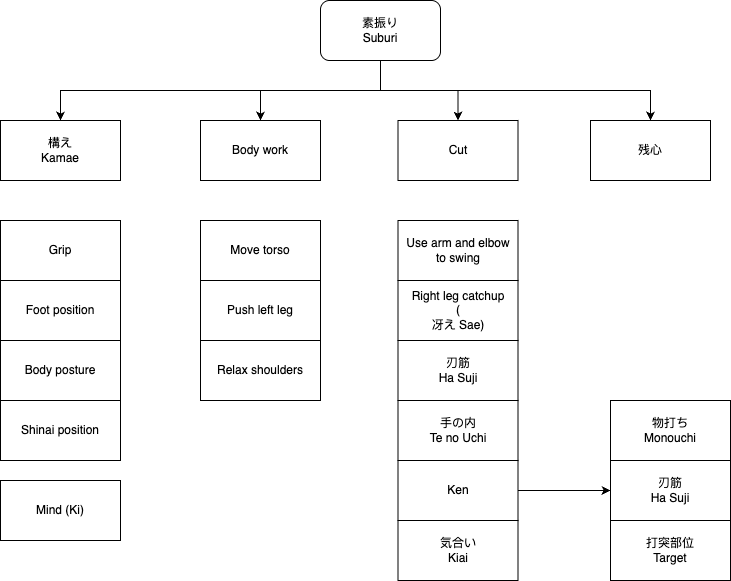 素振り
Suburi
構え
Kamae
Body work
Cut
残心
Grip
Foot position
Body posture
Shinai position
Mind (Ki)
Move torso
Push left leg
Relax shoulders
Use arm and elbow
to swing
Right leg catchup
(
冴え Sae)
刃筋
Ha Suji
手の内
Te no Uchi
Ken
気合い
Kiai
物打ち
Monouchi
刃筋
Ha Suji
打突部位
Target